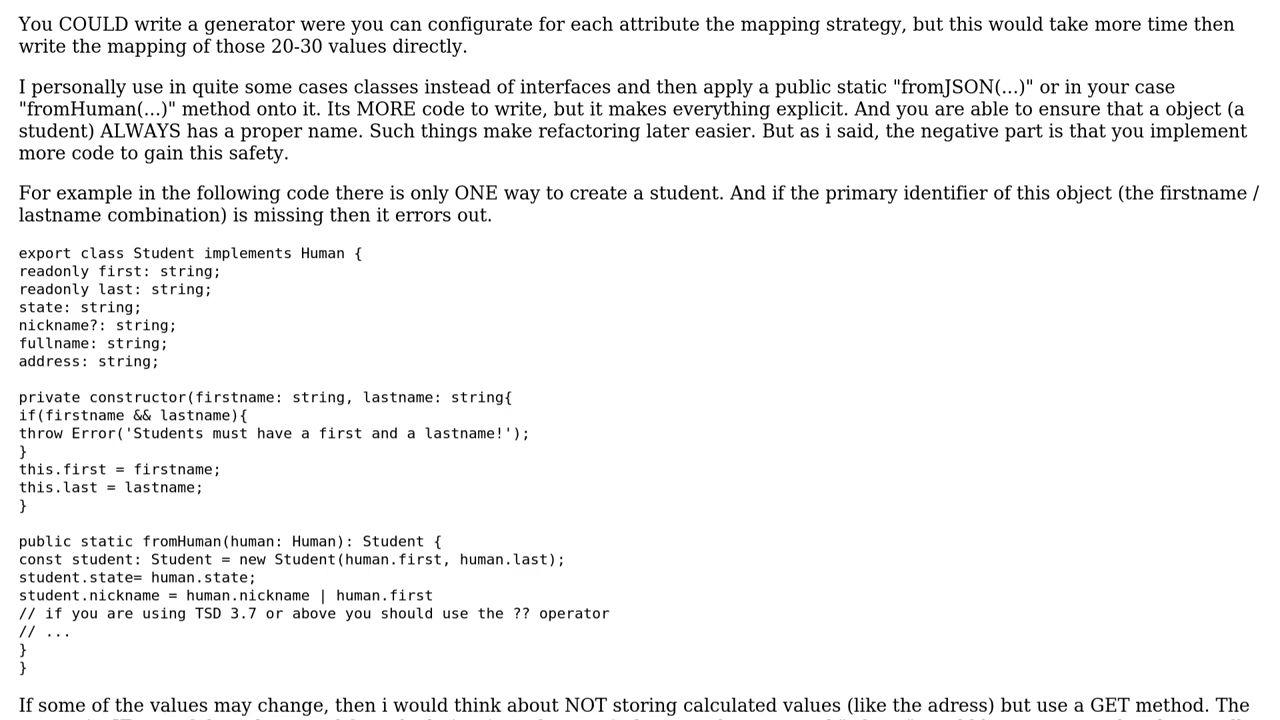 You COULD write a generator were you can configurate for each attribute the mapping strategy, but this would take more time then
write the mapping of those 20-30 values directly.
I personally use in quite some cases classes instead of interfaces and then apply a public static "fromJSON(...)" or in your case
"fromHuman(...)" method onto it. Its MORE code to write, but it makes everything explicit. And you are able to ensure that a object (a
student) ALWAYS has a proper name. Such things make refactoring later easier. But as i said, the negative part is that you implement
more code to gain this safety.
For example in the following code there is only ONE way to create a student. And if the primary identifier of this object (the firstname /
lastname combination) is missing then it errors out.
export class Student implements Human {
readonly first: string;
readonly last: string;
state: string;
nickname?: string;
fullname: string;
address: string;
private constructor(firstname: string, lastname: string{
if(firstname && lastname){
throw Error('Students must have a first and a lastname!');
}
this.first = firstname;
this.last = lastname;
}
public static fromHuman(human: Human): Student {
const student: Student = new Student(human.first, human.last);
student.state= human.state;
student.nickname = human.nickname | human.first
// if you are using TSD 3.7 or above you should use the ?? operator
// ...
}
}
If some of the values may change, then i would think about NOT storing calculated values (like the adress) but use a GET method. The